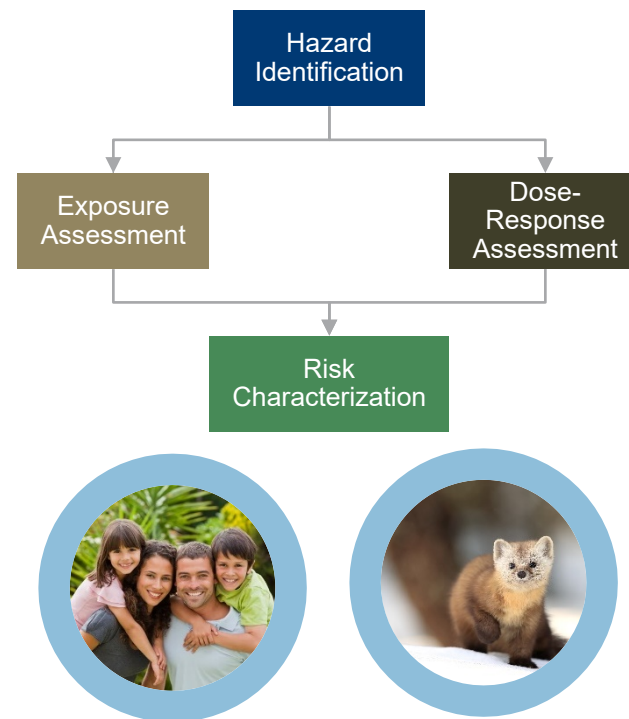 Hazard
Identification
Exposure
Assessment
Dose-
Response
Assessment
Risk
Characterization